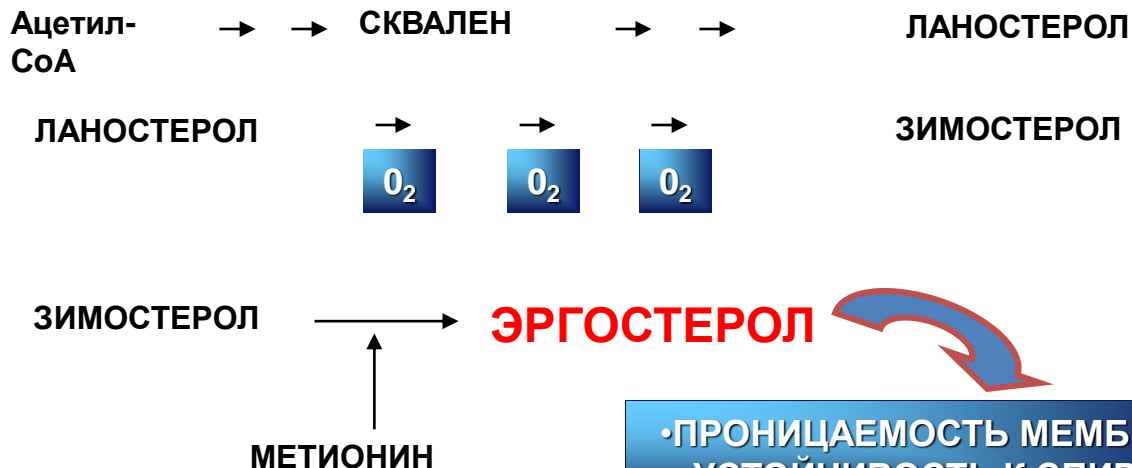 Ацетил- СКВАЛЕН ЛАНОСТЕРОЛ
СоА
ЛАНОСТЕРОЛ ЗИМОСТЕРОЛ
0₂ 0₂ 0₂
ЗИМОСТЕРОЛ ЭРГОСТЕРОЛ
МЕТИОНИН
•ПРОНИЦАЕМОСТЬ МЕМБ